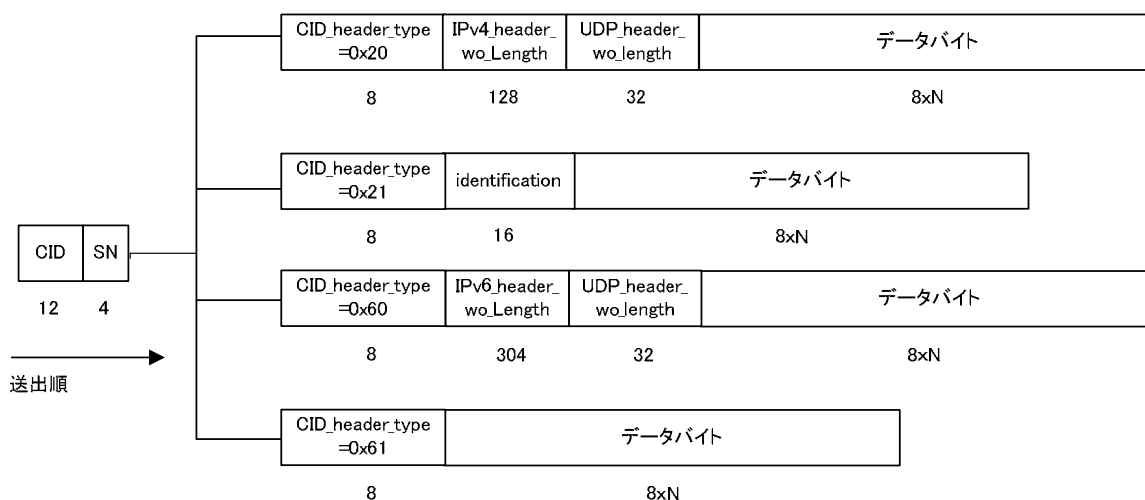 CID_header_type
=0x20
IPv4_header_
wo_Length
UDP_header_
wo_length
データバイト
8
128
32
8xN
CID_header_type
=0x21
identification
データバイト
8
16
8xN
CID
SN
12
4
送出順
CID_header_type
=0x60
IPv6_header_
wo_Length
UDP_header_
wo_length
データバイト
8
304
32
8xN
CID_header_type
=0x61
データバイト
8
8xN